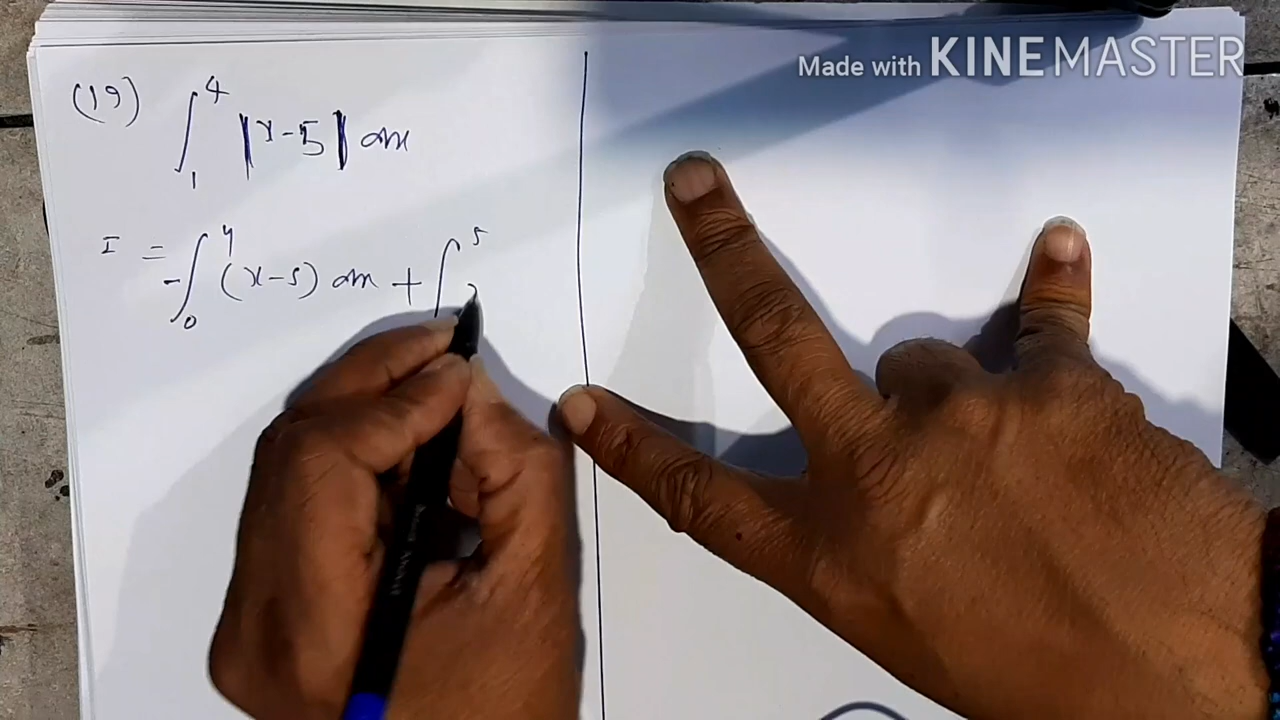 Made with KINEMASTER
(19) ∫₁⁴ |x-5| dx
I = -∫₀⁴ (x-5) dx + ∫⁵